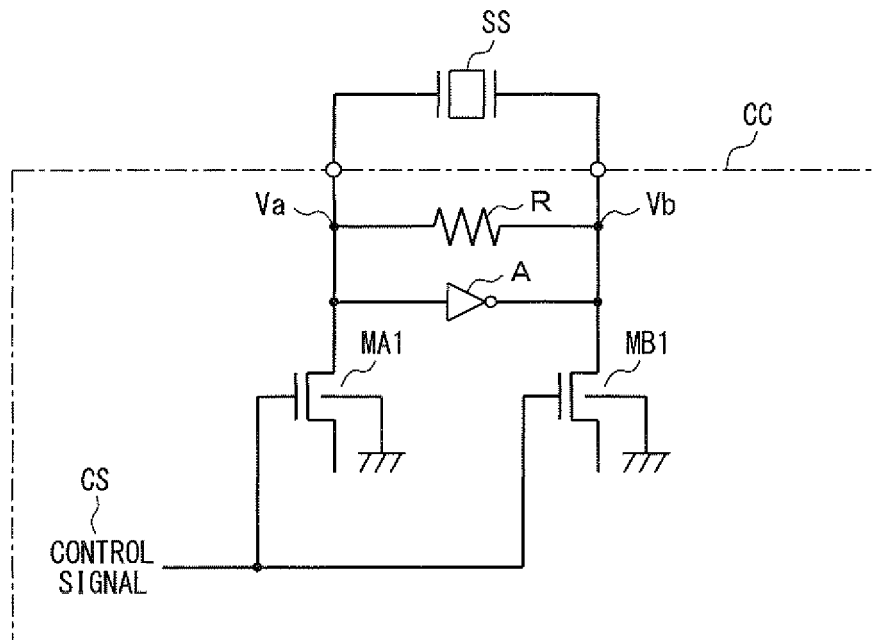 SS
CC
Va
R
Vb
A
MA1
MB1
CS
CONTROL
SIGNAL